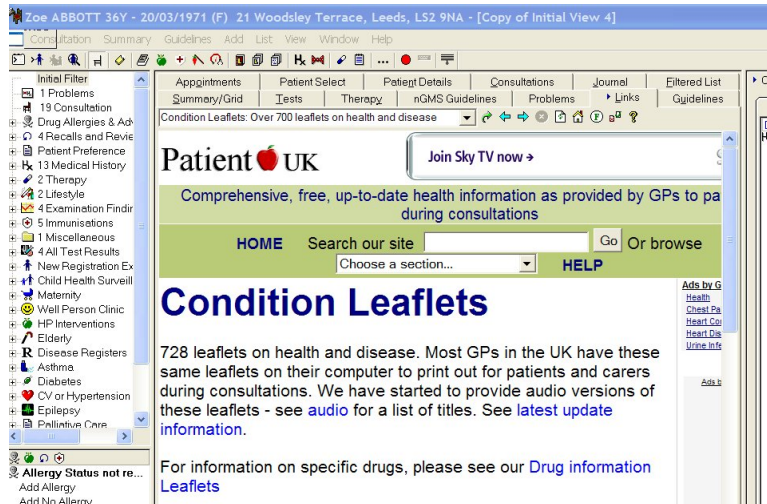 Zoe ABBOTT 36Y - 20/03/1971 (F) 21 Woodsley Terrace, Leeds, LS2 9NA - [Copy of Initial View 4]
Consultation Summary Guidelines Add List View Window Help
Initial Filter
1 Problems
19 Consultation
Drug Allergies & Adv
4 Recalls and Revie
Patient Preference
13 Medical History
2 Therapy
2 Lifestyle
4 Examination Findin
5 Immunisations
1 Miscellaneous
4 All Test Results
New Registration Ex
Child Health Surveill
Maternity
Well Person Clinic
HP Interventions
Elderly
Disease Registers
Asthma
Diabetes
CV or Hypertension
Epilepsy
Palliative Care
Allergy Status not re...
Add Allergy
Add No Allergy
Appointments Patient Select Patient Details Consultations Journal Filtered List
Summary/Grid Tests Therapy nGMS Guidelines Problems Links Guidelines
Condition Leaflets: Over 700 leaflets on health and disease
Patient UK
Join Sky TV now
Comprehensive, free, up-to-date health information as provided by GPs to pa
during consultations
HOME Search our site Go Or browse
Choose a section... HELP
Condition Leaflets
728 leaflets on health and disease. Most GPs in the UK have these
same leaflets on their computer to print out for patients and carers
during consultations. We have started to provide audio versions of
these leaflets - see audio for a list of titles. See latest update
information.
For information on specific drugs, please see our Drug information
Leaflets
Ads by G
Health
Chest Pa
Heart Con
Heart Dis
Urine Infe
Ads b